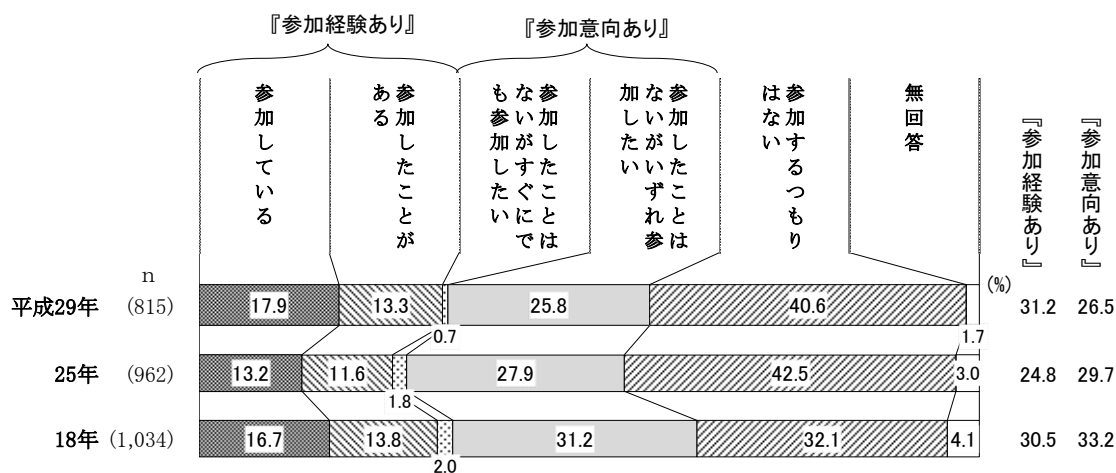 『参加経験あり』 『参加意向あり』
参加している
参加したことが
ある
参加したことは
ないがすぐにで
も参加したい
参加したことは
ないがいずれ参
加したい
参加するつもり
はない
無回答
『参加経験あり』
『参加意向あり』
n
(%)
平成29年 (815) 17.9 13.3 0.7 25.8 40.6 1.7 31.2 26.5
25年 (962) 13.2 11.6 1.8 27.9 42.5 3.0 24.8 29.7
18年 (1,034) 16.7 13.8 2.0 31.2 32.1 4.1 30.5 33.2